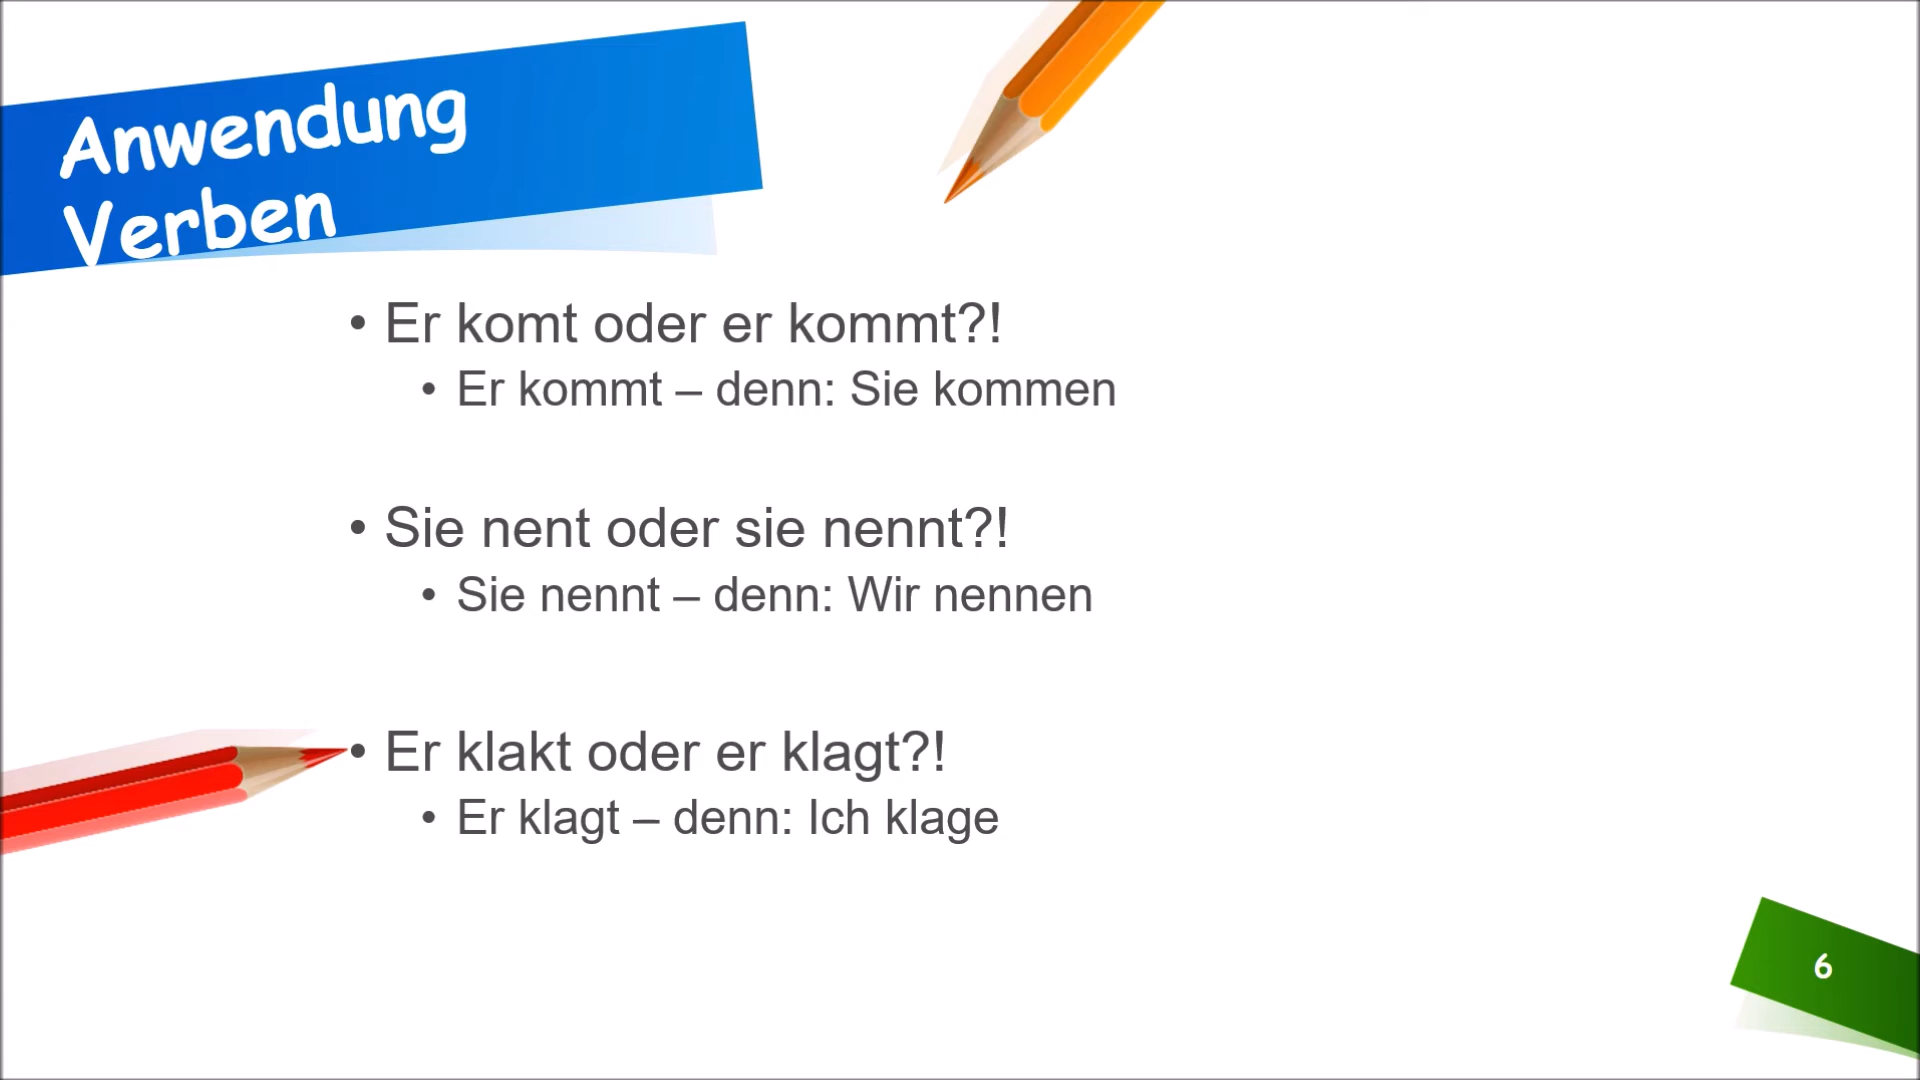 Anwendung
Verben
• Er komt oder er kommt?!
• Er kommt – denn: Sie kommen
• Sie nent oder sie nennt?!
• Sie nennt – denn: Wir nennen
• Er klakt oder er klagt?!
• Er klagt – denn: Ich klage
6